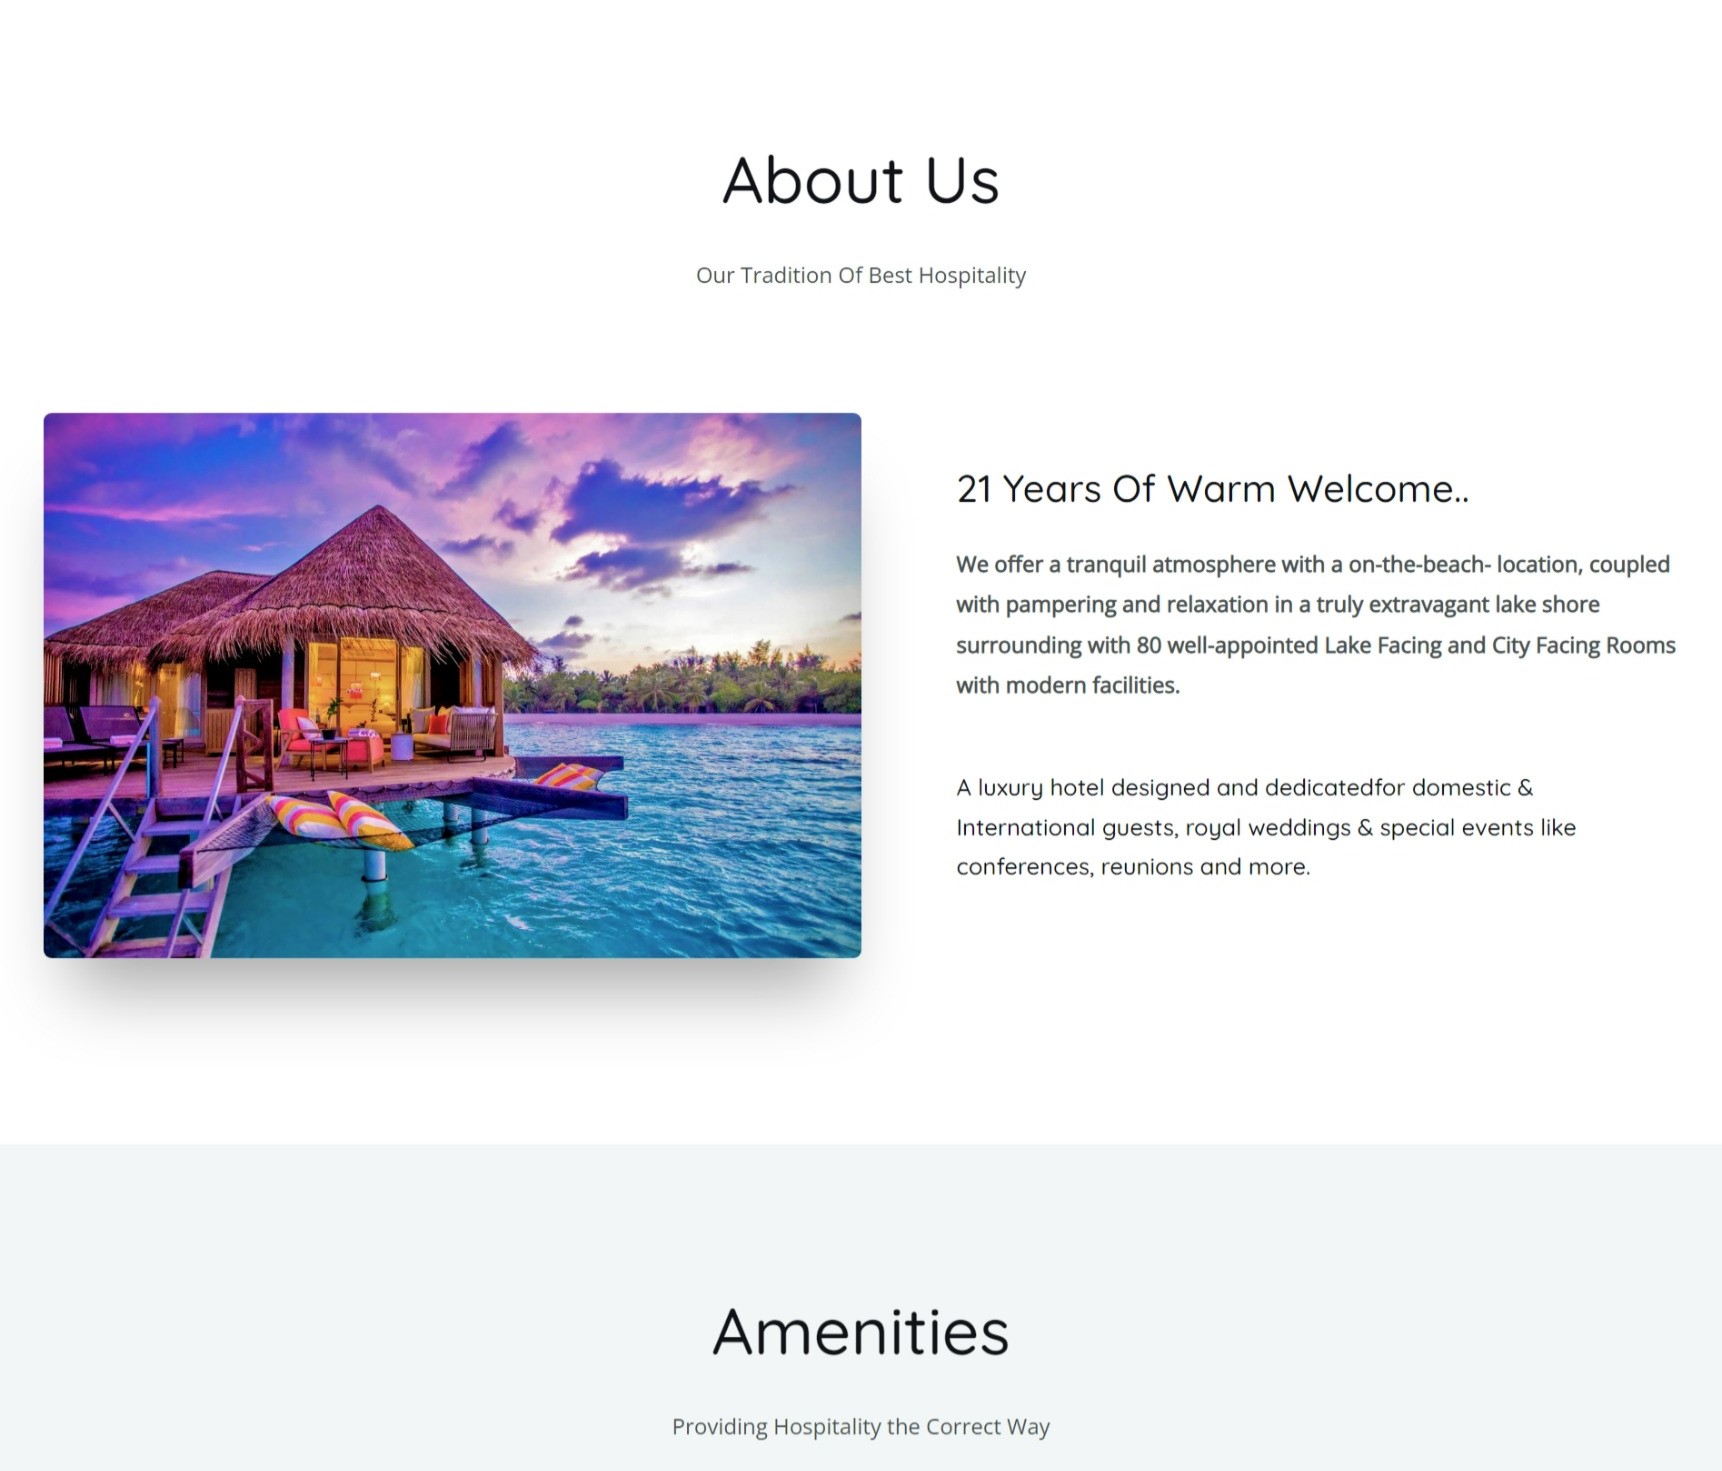 About Us
Our Tradition Of Best Hospitality
21 Years Of Warm Welcome..
We offer a tranquil atmosphere with a on-the-beach- location, coupled
with pampering and relaxation in a truly extravagant lake shore
surrounding with 80 well-appointed Lake Facing and City Facing Rooms
with modern facilities.
A luxury hotel designed and dedicatedfor domestic &
International guests, royal weddings & special events like
conferences, reunions and more.
Amenities
Providing Hospitality the Correct Way